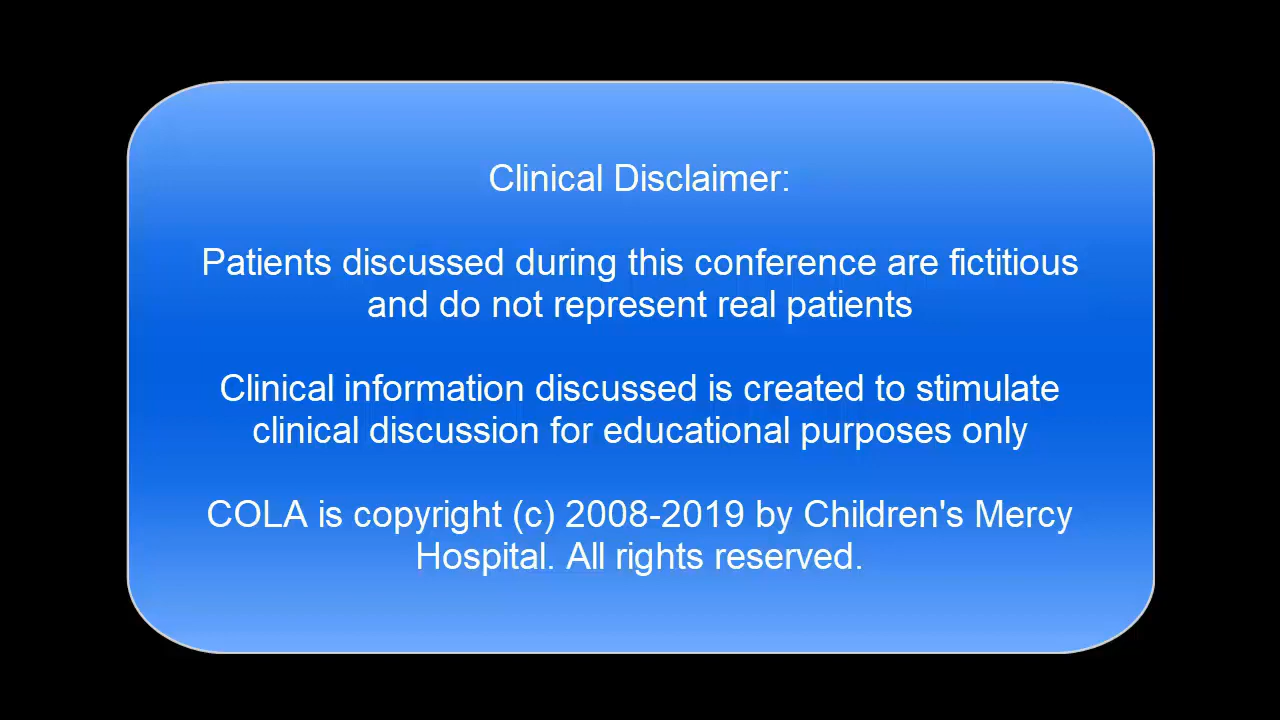 Clinical Disclaimer:
Patients discussed during this conference are fictitious
and do not represent real patients
Clinical information discussed is created to stimulate
clinical discussion for educational purposes only
COLA is copyright (c) 2008-2019 by Children's Mercy
Hospital. All rights reserved.